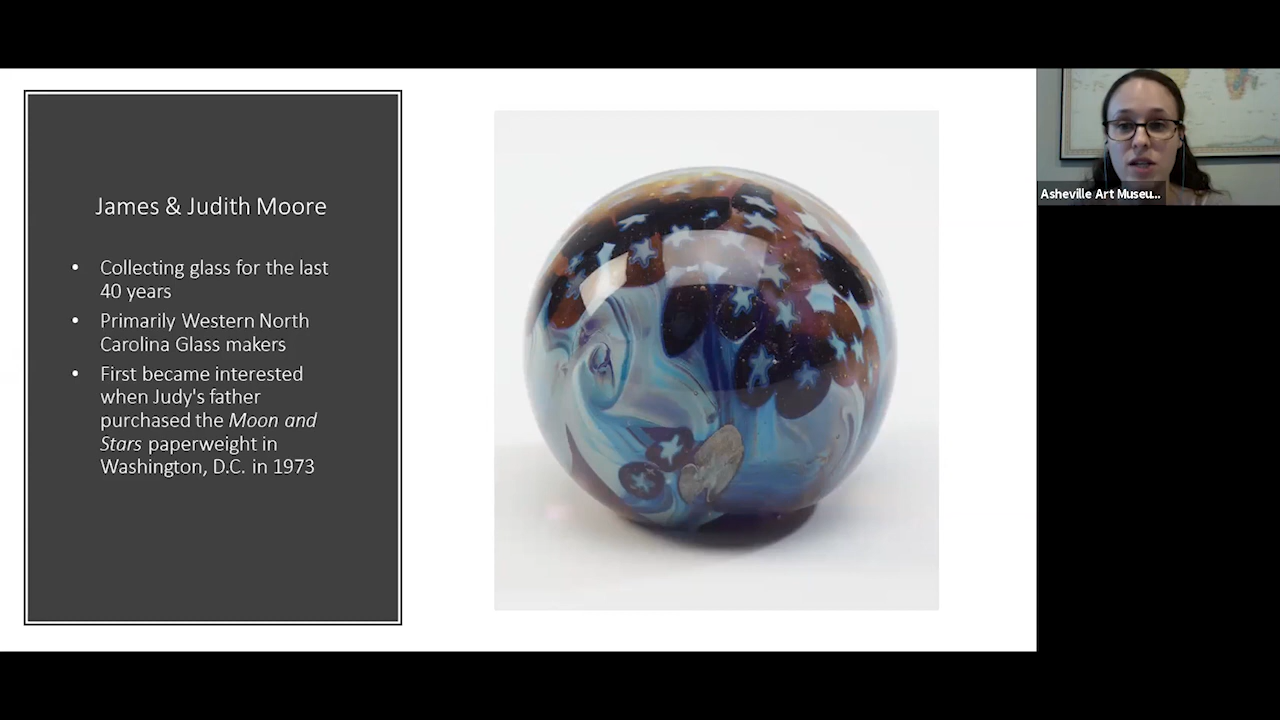 James & Judith Moore
• Collecting glass for the last
40 years
• Primarily Western North
Carolina Glass makers
• First became interested
when Judy's father
purchased the Moon and
Stars paperweight in
Washington, D.C. in 1973
Asheville Art Museu...